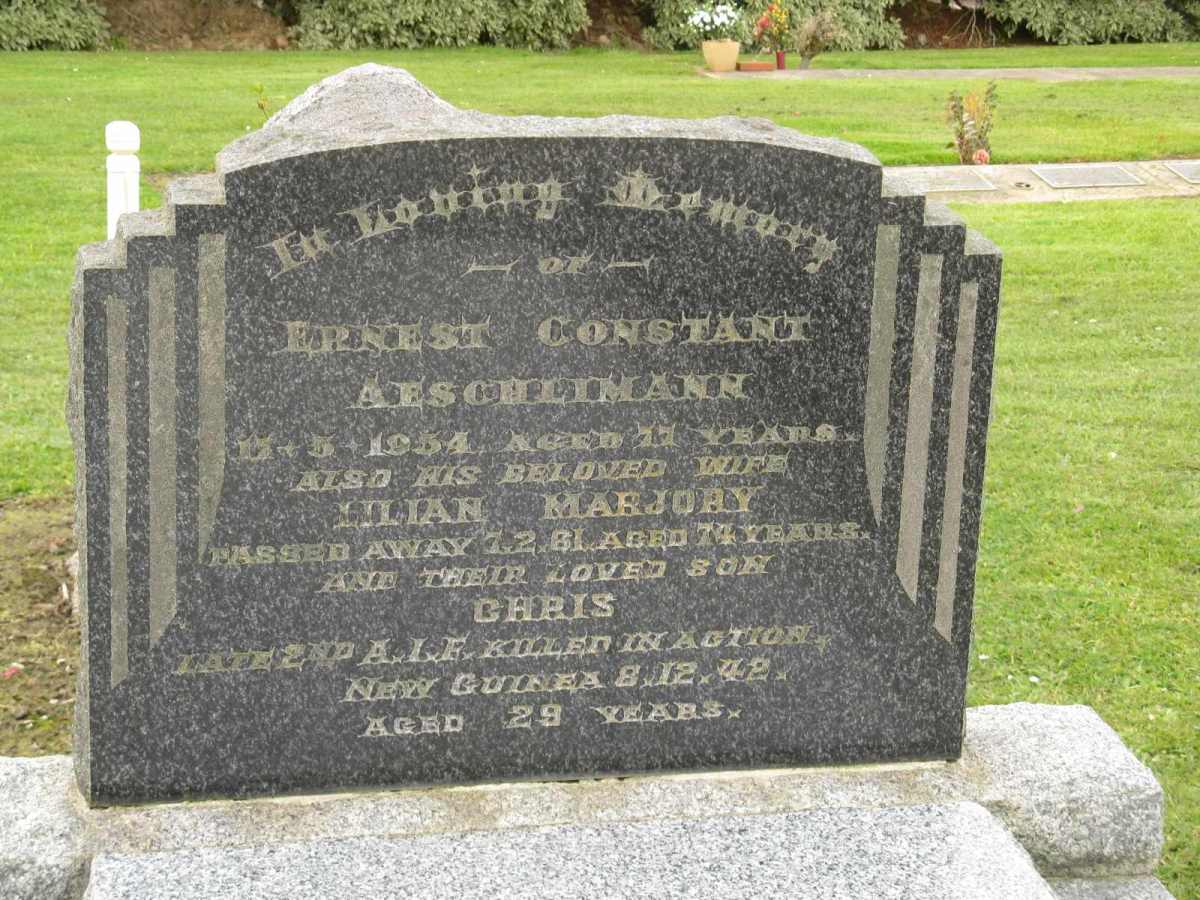 In Loving Memory
of
ERNEST CONSTANT
AESCHLIMANN
17-5-1954 AGED 77 YEARS.
ALSO HIS BELOVED WIFE
LILIAN MARJORY
PASSED AWAY 7.2.61. AGED 74 YEARS.
AND THEIR LOVED SON
CHRIS
LATE 2ND A.I.F. KILLED IN ACTION,
NEW GUINEA 8.12.42.
AGED 29 YEARS.